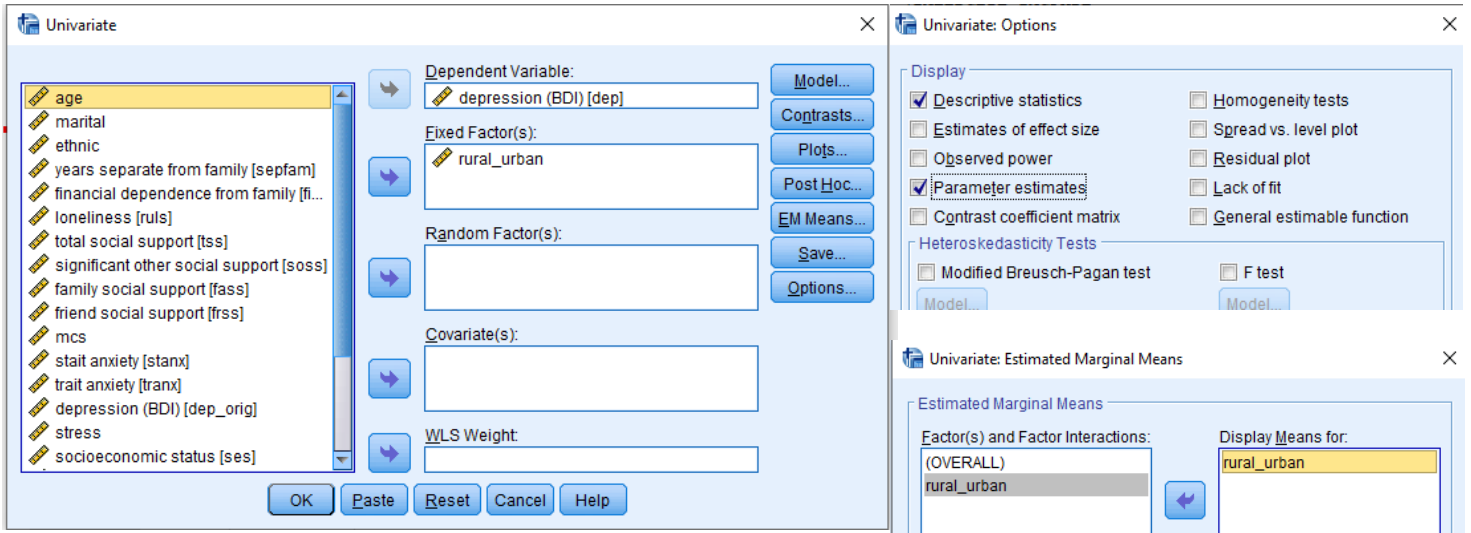 Univariate
age
marital
ethnic
years separate from family [sepfam]
financial dependence from family [fi...
loneliness [ruls]
total social support [tss]
significant other social support [soss]
family social support [fass]
friend social support [frss]
mcs
stait anxiety [stanx]
trait anxiety [tranx]
depression (BDI) [dep_orig]
stress
socioeconomic status [ses]
Dependent Variable:
depression (BDI) [dep]
Fixed Factor(s):
rural_urban
Random Factor(s):
Covariate(s):
WLS Weight:
Model...
Contrasts...
Plots...
Post Hoc...
EM Means...
Save...
Options...
OK Paste Reset Cancel Help
Univariate: Options
Display
Descriptive statistics Homogeneity tests
Estimates of effect size Spread vs. level plot
Observed power Residual plot
Parameter estimates Lack of fit
Contrast coefficient matrix General estimable function
Heteroskedasticity Tests
Modified Breusch-Pagan test F test
Model... Model...
Univariate: Estimated Marginal Means
Estimated Marginal Means
Factor(s) and Factor Interactions: Display Means for:
(OVERALL) rural_urban
rural_urban